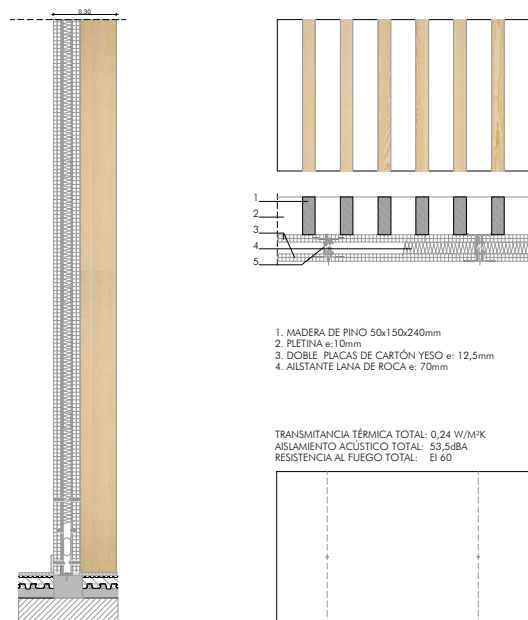 0.30
1
2
3
4
5
1. MADERA DE PINO 50x150x240mm
2. PLETINA e:10mm
3. DOBLE PLACAS DE CARTÓN YESO e: 12,5mm
4. AILSTANTE LANA DE ROCA e: 70mm
TRANSMITANCIA TÉRMICA TOTAL: 0,24 W/M²K
AISLAMIENTO ACÚSTICO TOTAL: 53,5dBA
RESISTENCIA AL FUEGO TOTAL: EI 60